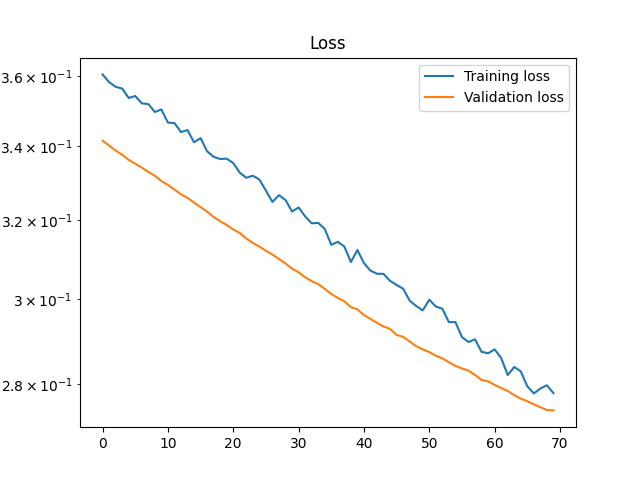 Loss
Training loss
Validation loss
3.6 × 10⁻¹
3.4 × 10⁻¹
3.2 × 10⁻¹
3 × 10⁻¹
2.8 × 10⁻¹
0 10 20 30 40 50 60 70